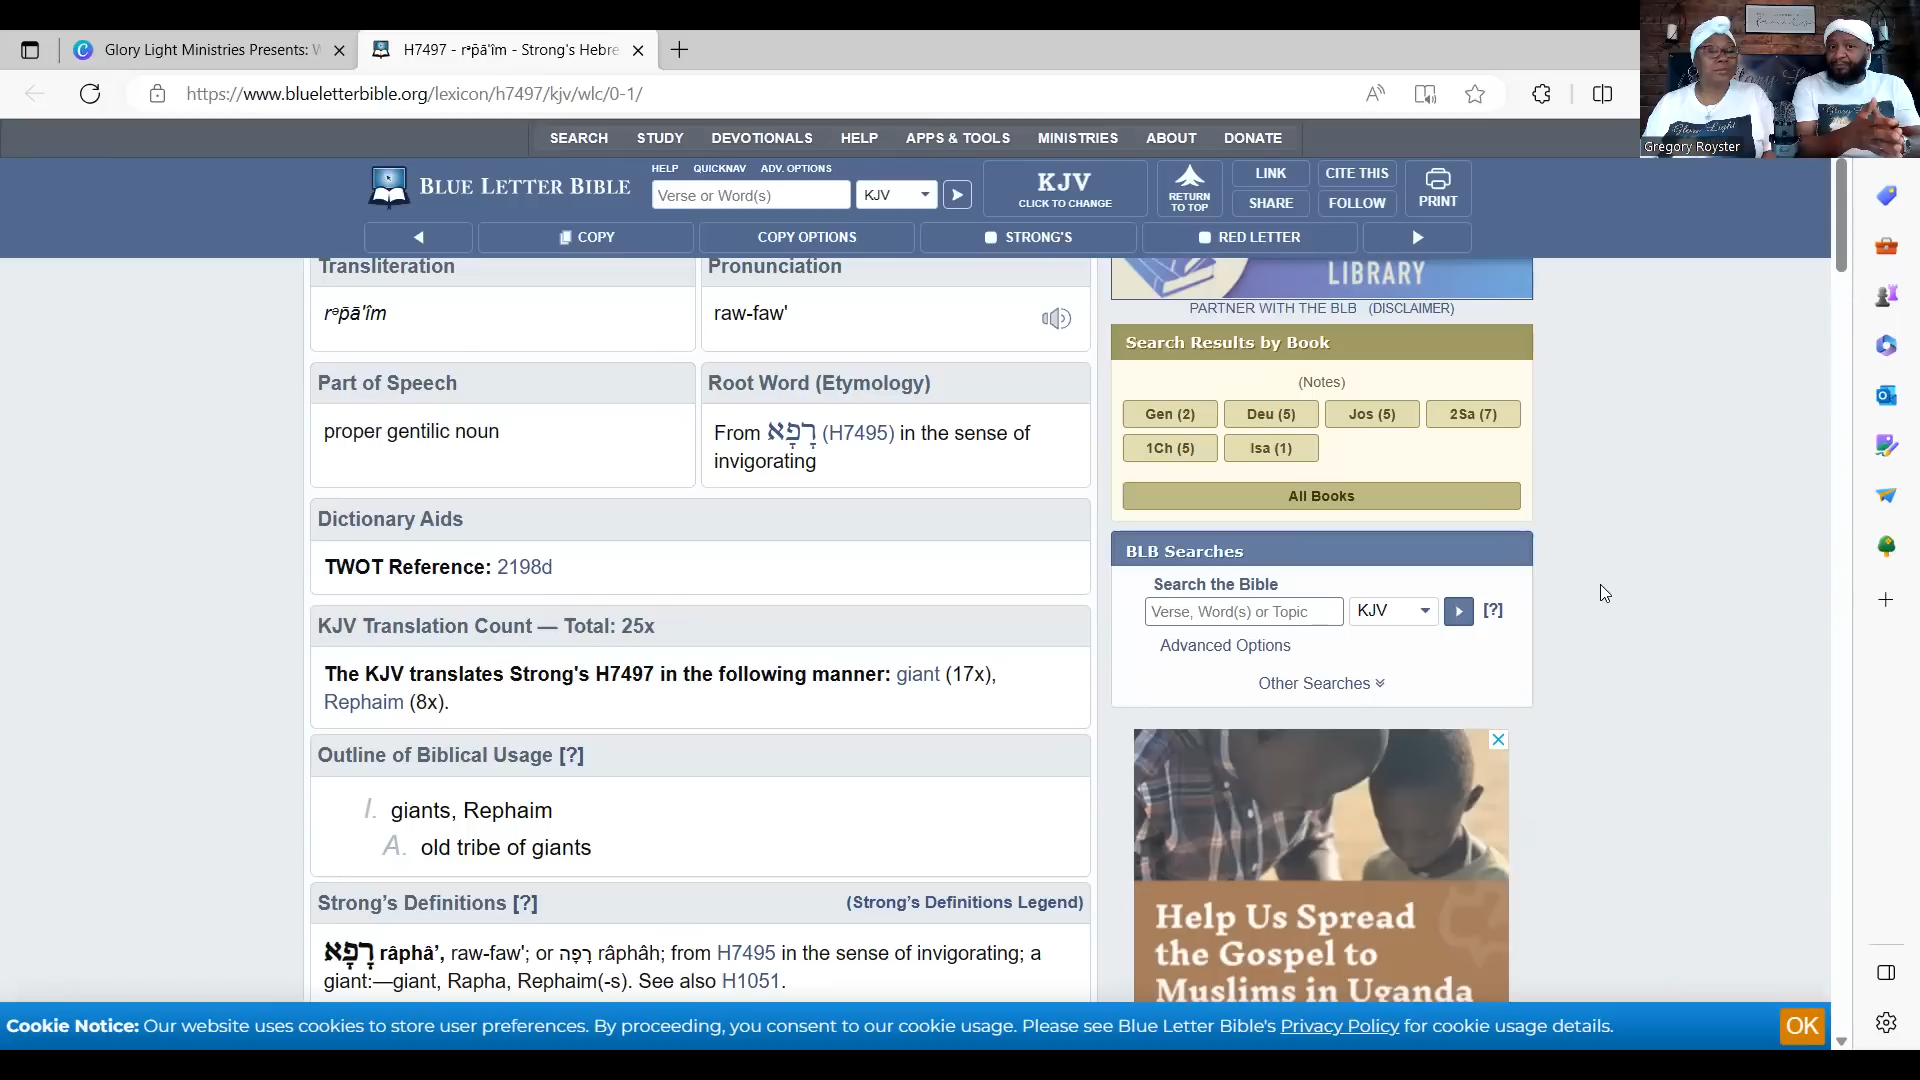 Glory Light Ministries Presents: W
H7497 - rᵊp̄ā'îm - Strong's Hebre
https://www.blueletterbible.org/lexicon/h7497/kjv/wlc/0-1/
Gregory Royster
SEARCH STUDY DEVOTIONALS HELP APPS & TOOLS MINISTRIES ABOUT DONATE
BLUE LETTER BIBLE
HELP QUICKNAV ADV. OPTIONS
Verse or Word(s) KJV
KJV
CLICK TO CHANGE
RETURN
TO TOP
LINK CITE THIS
SHARE FOLLOW
PRINT
COPY COPY OPTIONS STRONG'S RED LETTER
Transliteration
rᵊp̄ā'îm
Pronunciation
raw-faw'
Part of Speech
proper gentilic noun
Root Word (Etymology)
From רָפָא (H7495) in the sense of
invigorating
Dictionary Aids
TWOT Reference: 2198d
KJV Translation Count — Total: 25x
The KJV translates Strong's H7497 in the following manner: giant (17x),
Rephaim (8x).
Outline of Biblical Usage [?]
I. giants, Rephaim
A. old tribe of giants
Strong’s Definitions [?] (Strong’s Definitions Legend)
רָפָא râphâʼ, raw-faw'; or רָפָה râphâh; from H7495 in the sense of invigorating; a
giant:—giant, Rapha, Rephaim(-s). See also H1051.
LIBRARY
PARTNER WITH THE BLB (DISCLAIMER)
Search Results by Book
(Notes)
Gen (2) Deu (5) Jos (5) 2Sa (7)
1Ch (5) Isa (1)
All Books
BLB Searches
Search the Bible
Verse, Word(s) or Topic KJV [?]
Advanced Options
Other Searches
Help Us Spread
the Gospel to
Muslims in Uganda
Cookie Notice: Our website uses cookies to store user preferences. By proceeding, you consent to our cookie usage. Please see Blue Letter Bible's Privacy Policy for cookie usage details.
OK